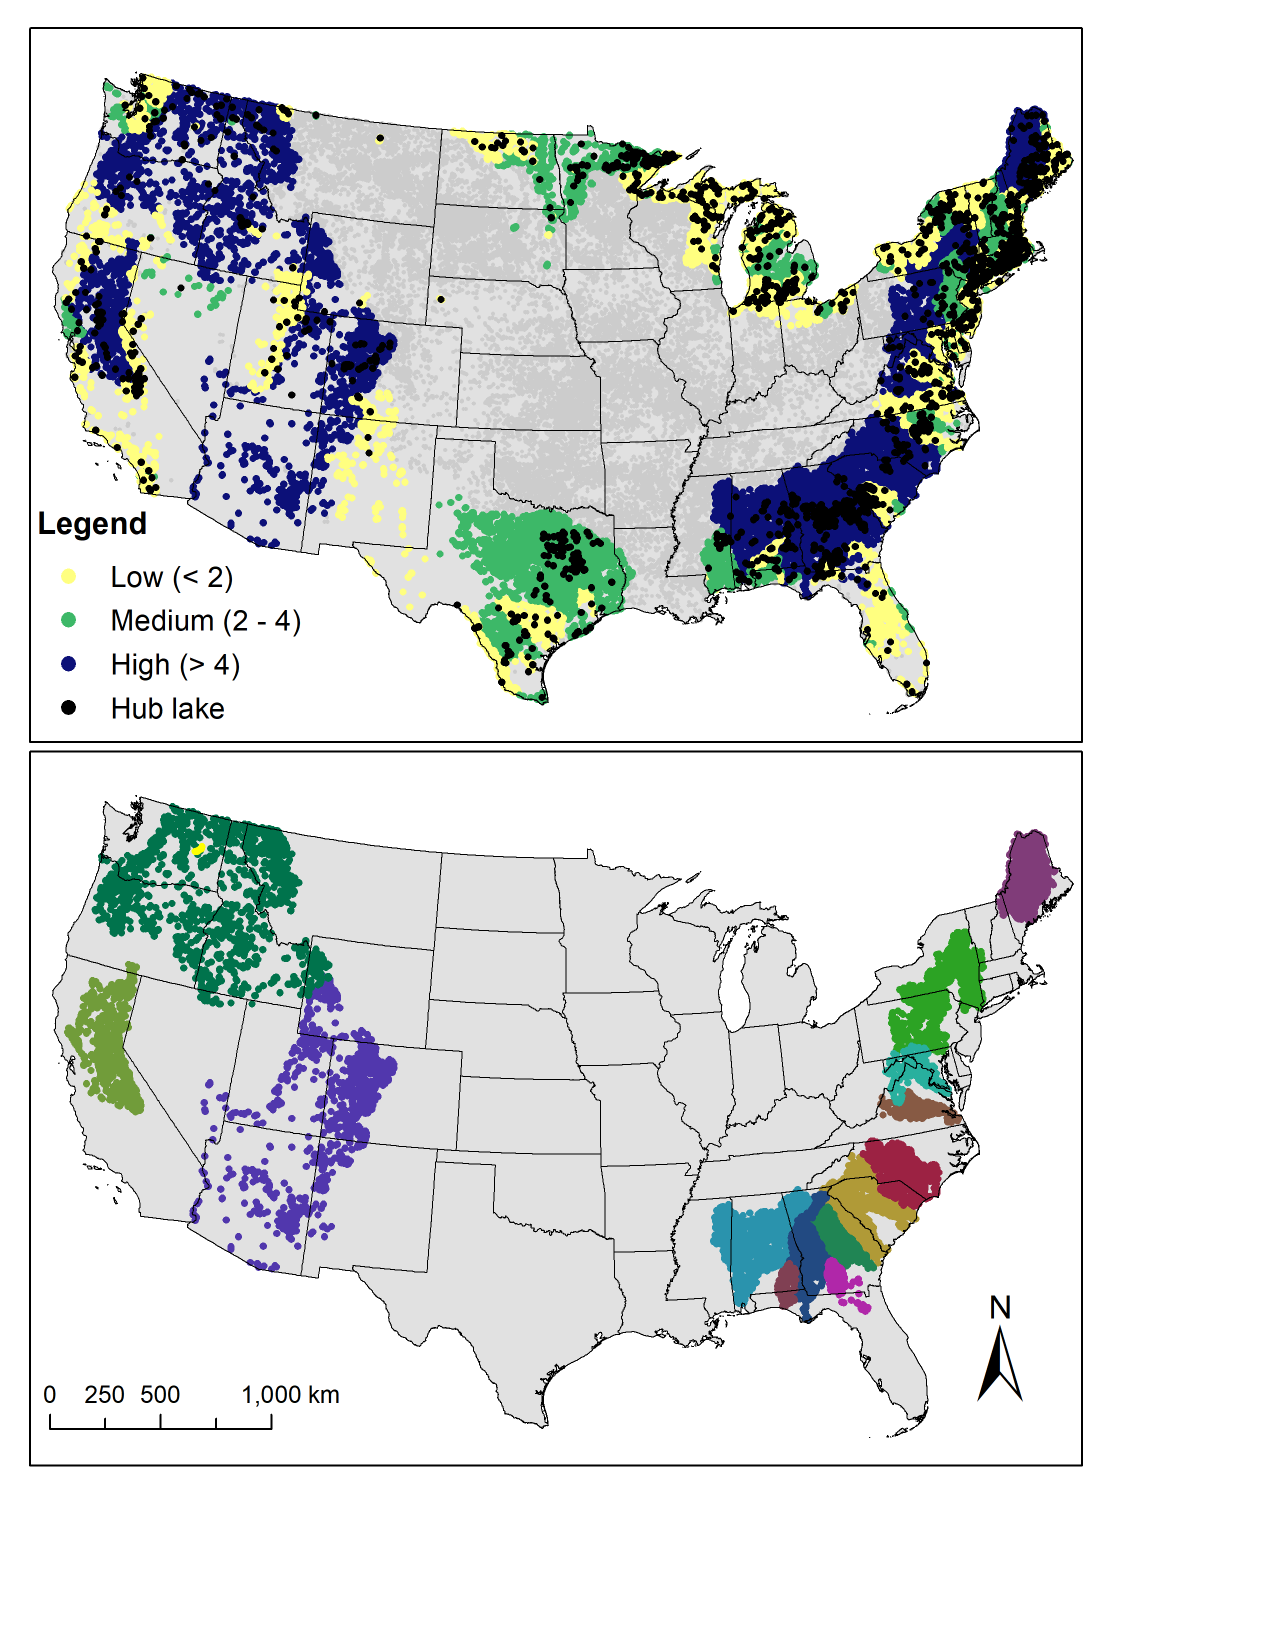 Legend
Low (< 2)
Medium (2 - 4)
High (> 4)
Hub lake
N
0 250 500 1,000 km